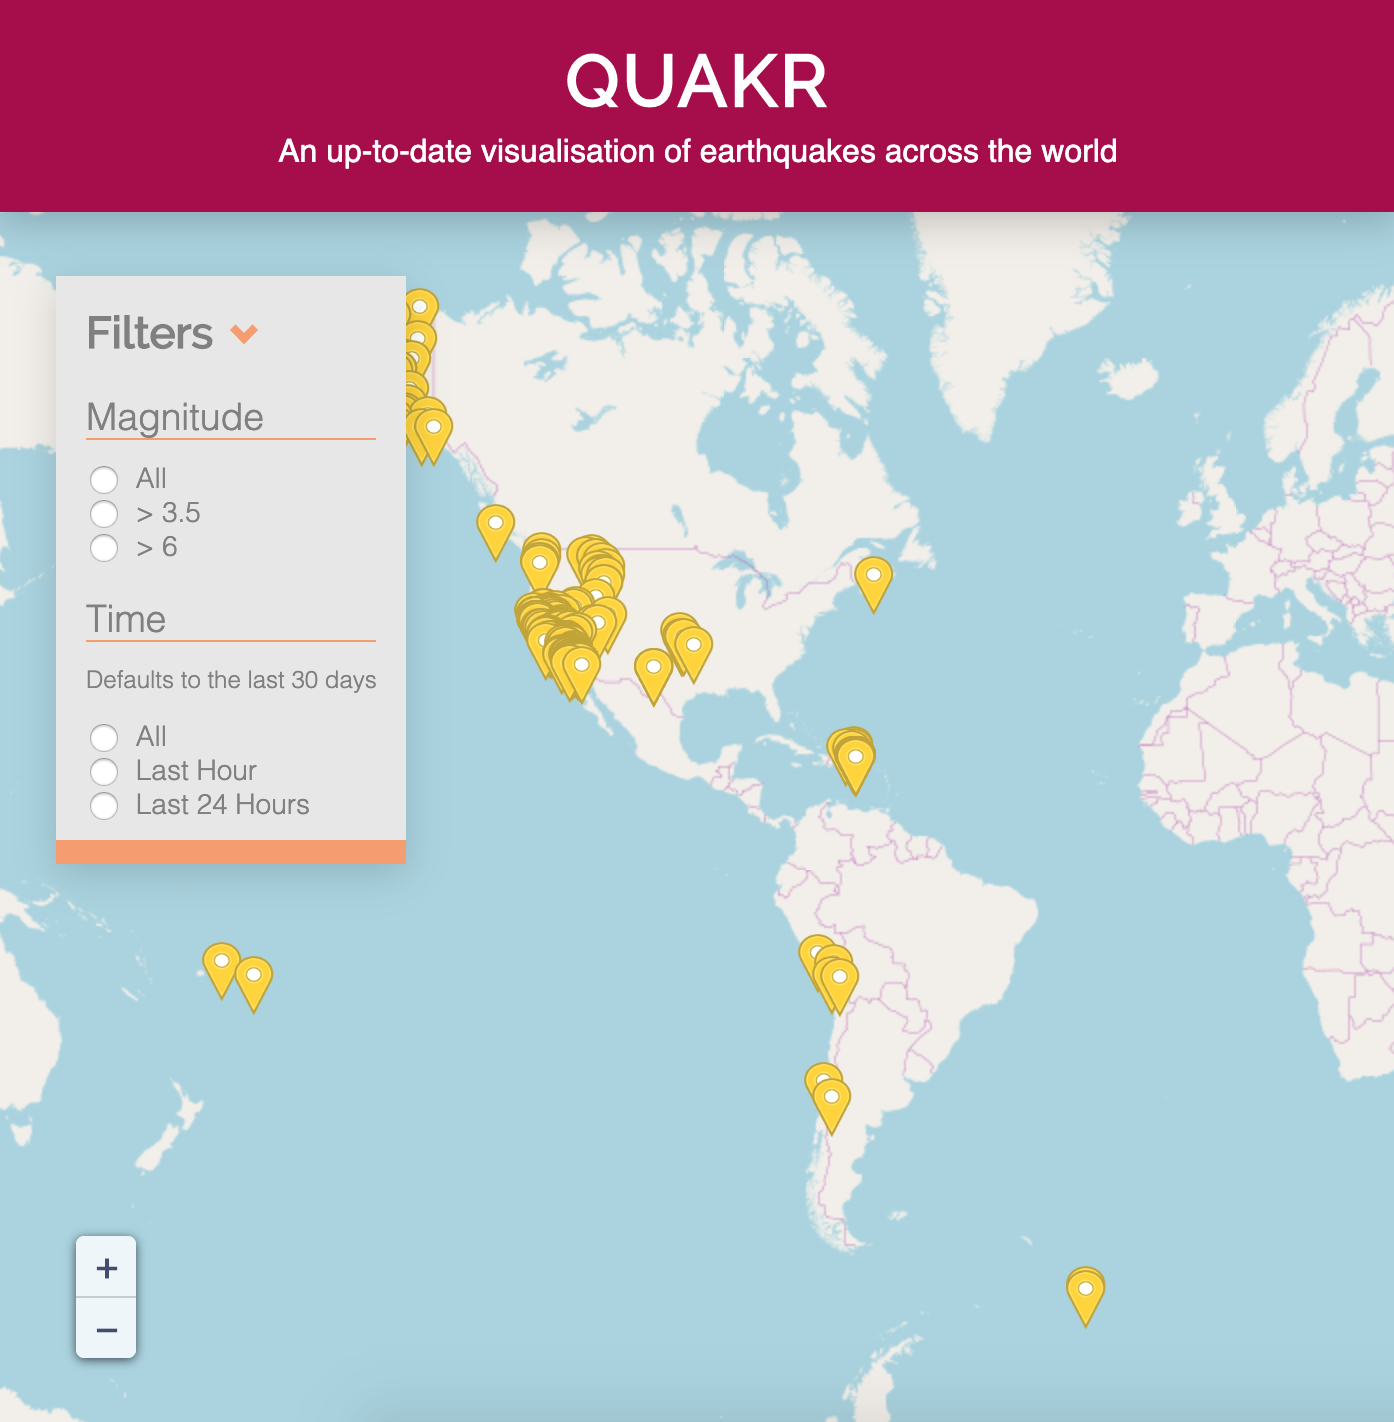 QUAKR
An up-to-date visualisation of earthquakes across the world
Filters
Magnitude
All
> 3.5
> 6
Time
Defaults to the last 30 days
All
Last Hour
Last 24 Hours
+
−